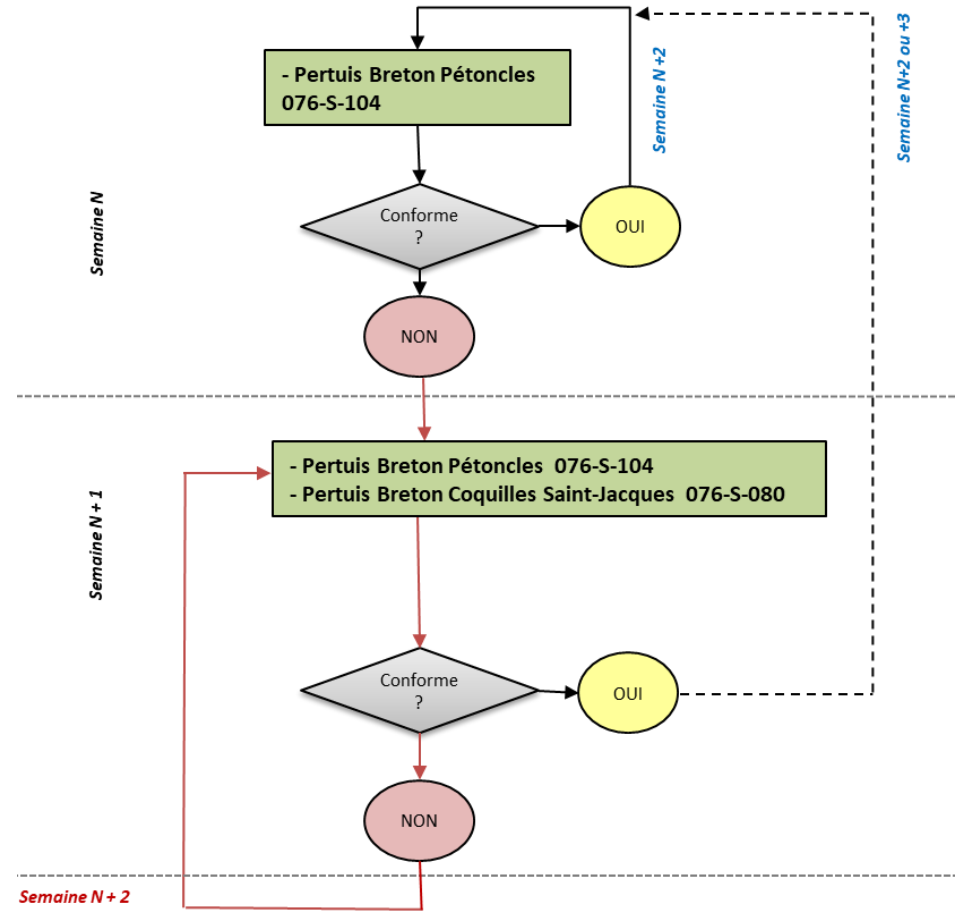 - Pertuis Breton Pétoncles
076-S-104
Semaine N +2
Semaine N+2 ou +3
Semaine N
Conforme
?
OUI
NON
- Pertuis Breton Pétoncles 076-S-104
- Pertuis Breton Coquilles Saint-Jacques 076-S-080
Semaine N + 1
Conforme
?
OUI
NON
Semaine N + 2